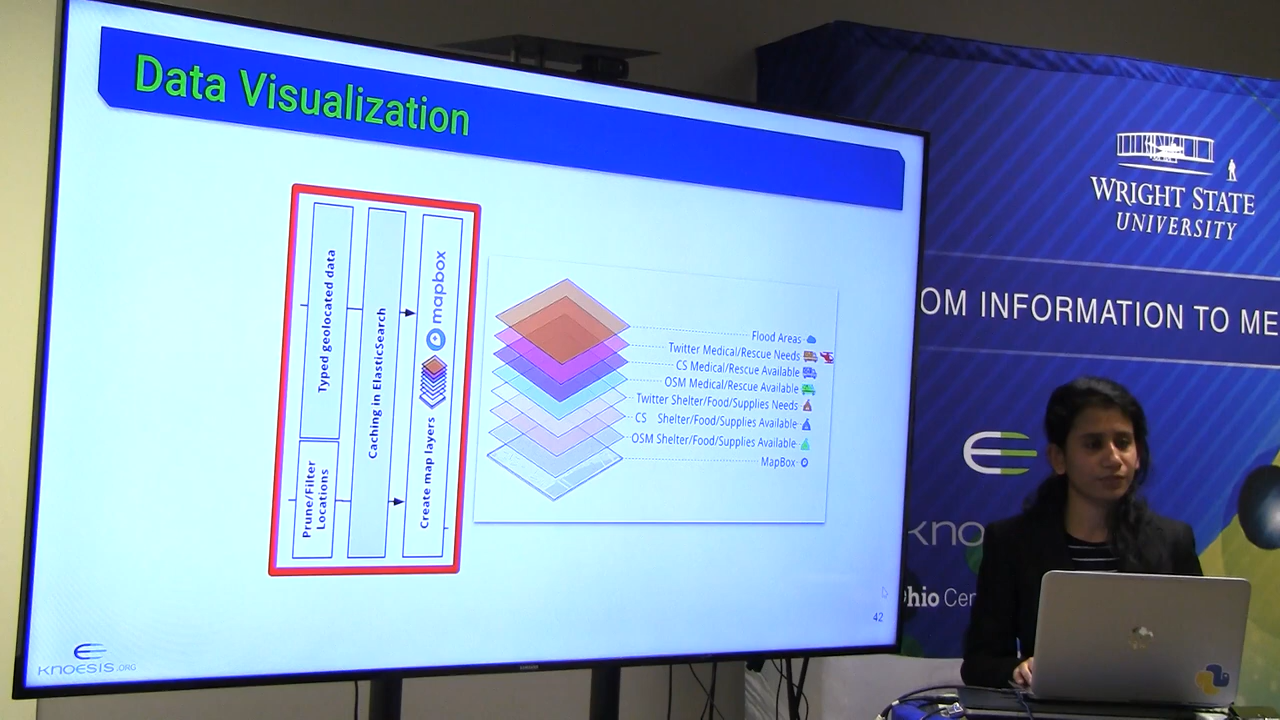 Data Visualization
Typed geolocated data
Prune/Filter
Locations
Caching in ElasticSearch
Create map layers
mapbox
Flood Areas
Twitter Medical/Rescue Needs
CS Medical/Rescue Available
OSM Medical/Rescue Available
Twitter Shelter/Food/Supplies Needs
CS Shelter/Food/Supplies Available
OSM Shelter/Food/Supplies Available
MapBox
42
KNOESIS.ORG
WRIGHT STATE
UNIVERSITY
OM INFORMATION TO ME
KNO
hio Cen